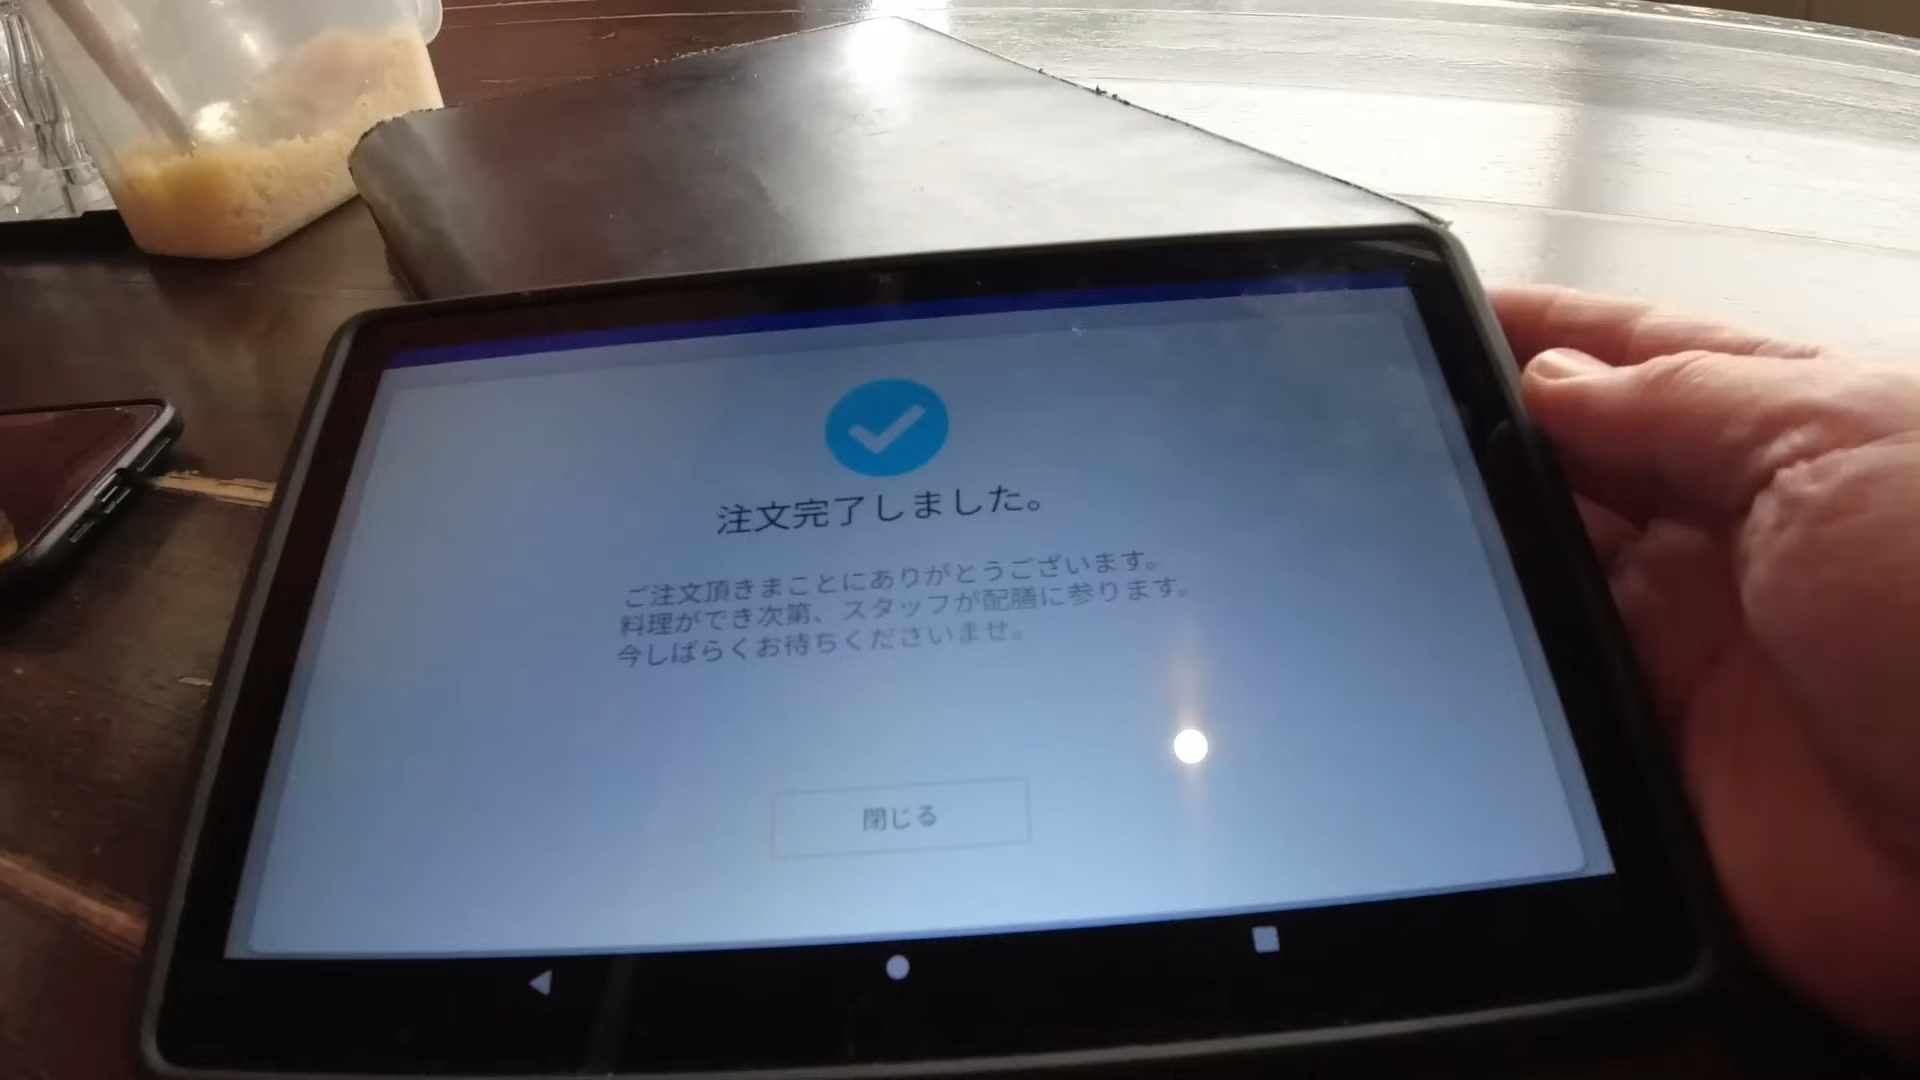 注文完了しました。
ご注文頂きまことにありがとうございます。
料理ができ次第、スタッフが配膳に参ります。
今しばらくお待ちくださいませ。
閉じる